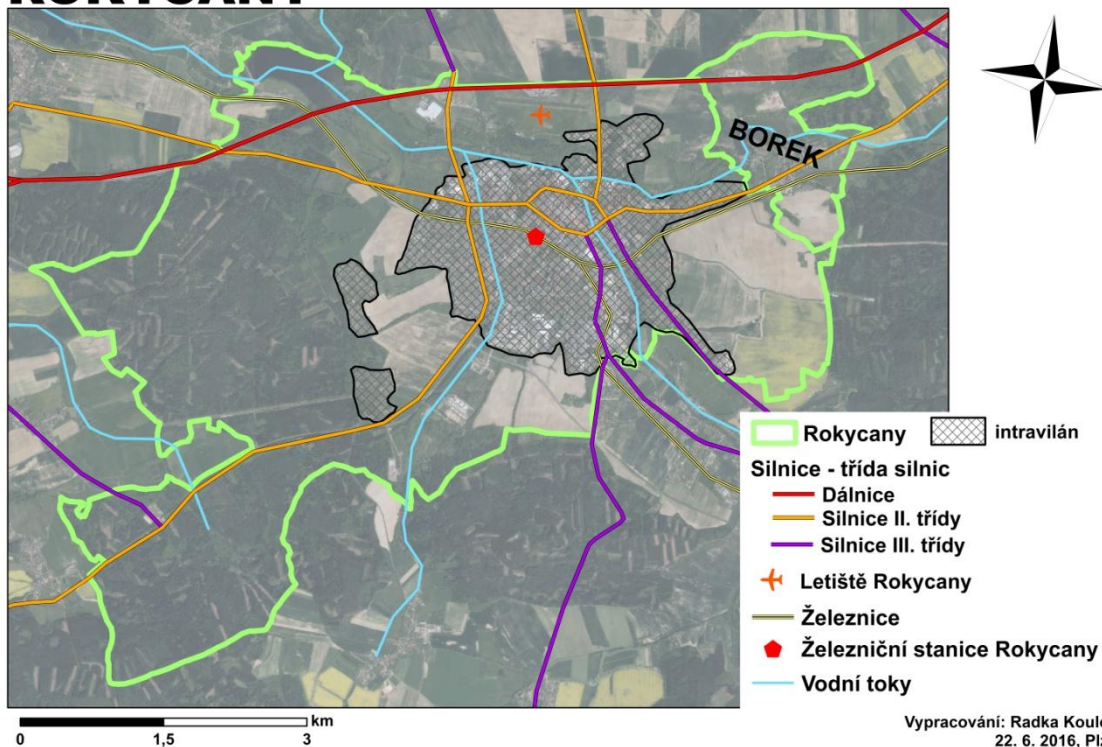 BOREK
Rokycany
intravilán
Silnice - třída silnic
Dálnice
Silnice II. třídy
Silnice III. třídy
Letiště Rokycany
Železnice
Železniční stanice Rokycany
Vodní toky
km
0 1,5 3
Vypracování: Radka
22. 6. 2016,